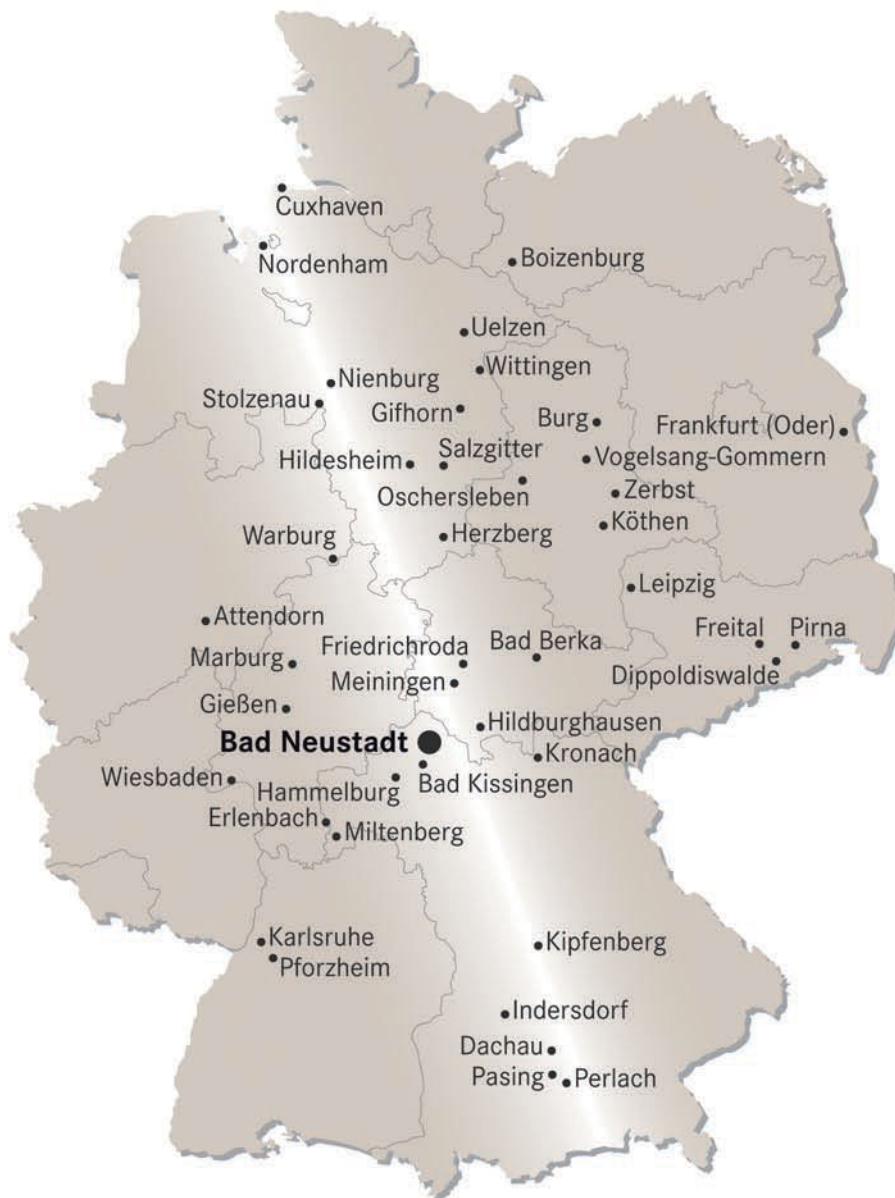 Cuxhaven
Nordenham
Boizenburg
Uelzen
Wittingen
Nienburg
Stolzenau
Gifhorn
Burg
Frankfurt (Oder)
Hildesheim
Salzgitter
Vogelsang-Gommern
Oschersleben
Zerbst
Köthen
Warburg
Herzberg
Leipzig
Attendorn
Friedrichroda
Bad Berka
Freital
Pirna
Marburg
Meiningen
Dippoldiswalde
Gießen
Hildburghausen
Bad Neustadt
Kronach
Wiesbaden
Hammelburg
Bad Kissingen
Erlenbach
Miltenberg
Karlsruhe
Kipfenberg
Pforzheim
Indersdorf
Dachau
Pasing
Perlach